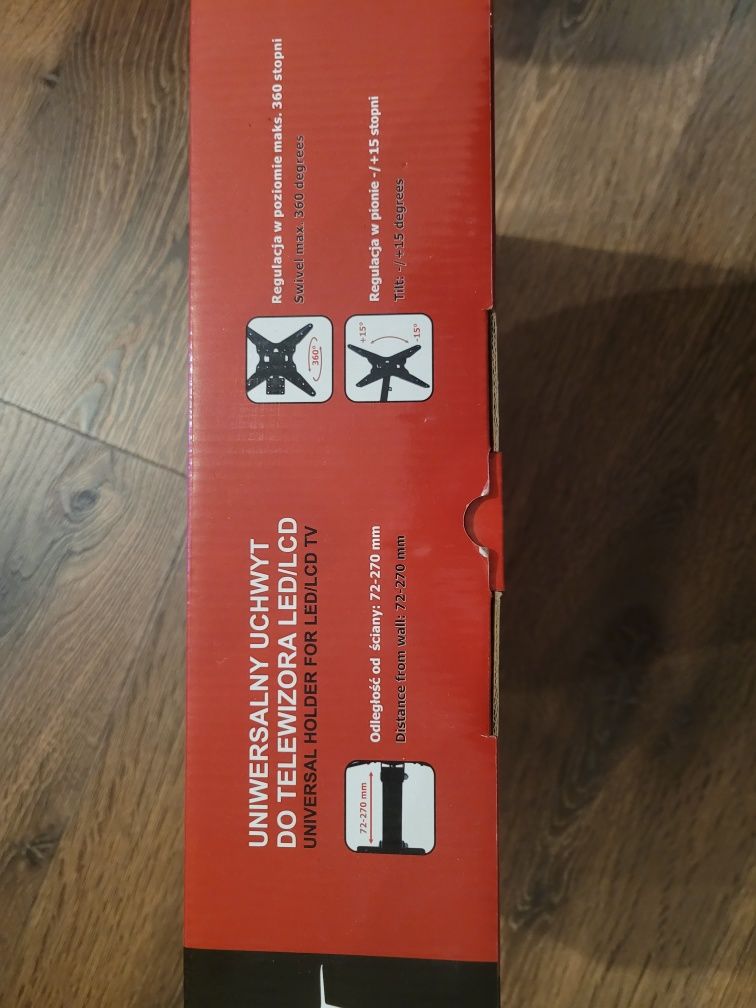 UNIWERSALNY UCHWYT
DO TELEWIZORA LED/LCD
UNIVERSAL HOLDER FOR LED/LCD TV
72-270 mm
Odległość od ściany: 72-270 mm
Distance from wall: 72-270 mm
360°
Regulacja w poziomie maks. 360 stopni
Swivel max. 360 degrees
+15°
-15°
Regulacja w pionie -/+15 stopni
Tilt: -/+15 degrees